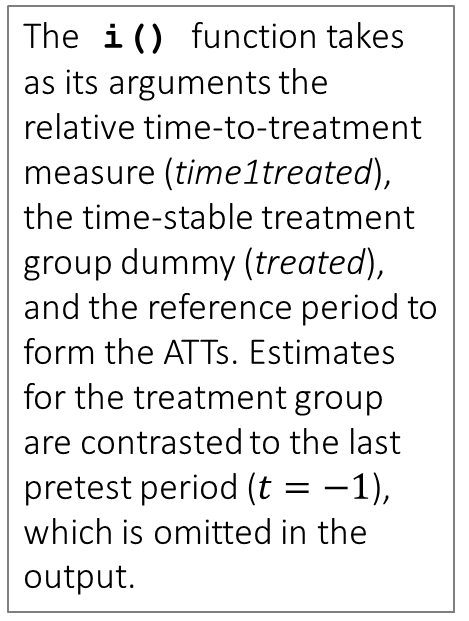 The i() function takes
as its arguments the
relative time-to-treatment
measure (time1treated),
the time-stable treatment
group dummy (treated),
and the reference period to
form the ATTs. Estimates
for the treatment group
are contrasted to the last
pretest period (t = −1),
which is omitted in the
output.